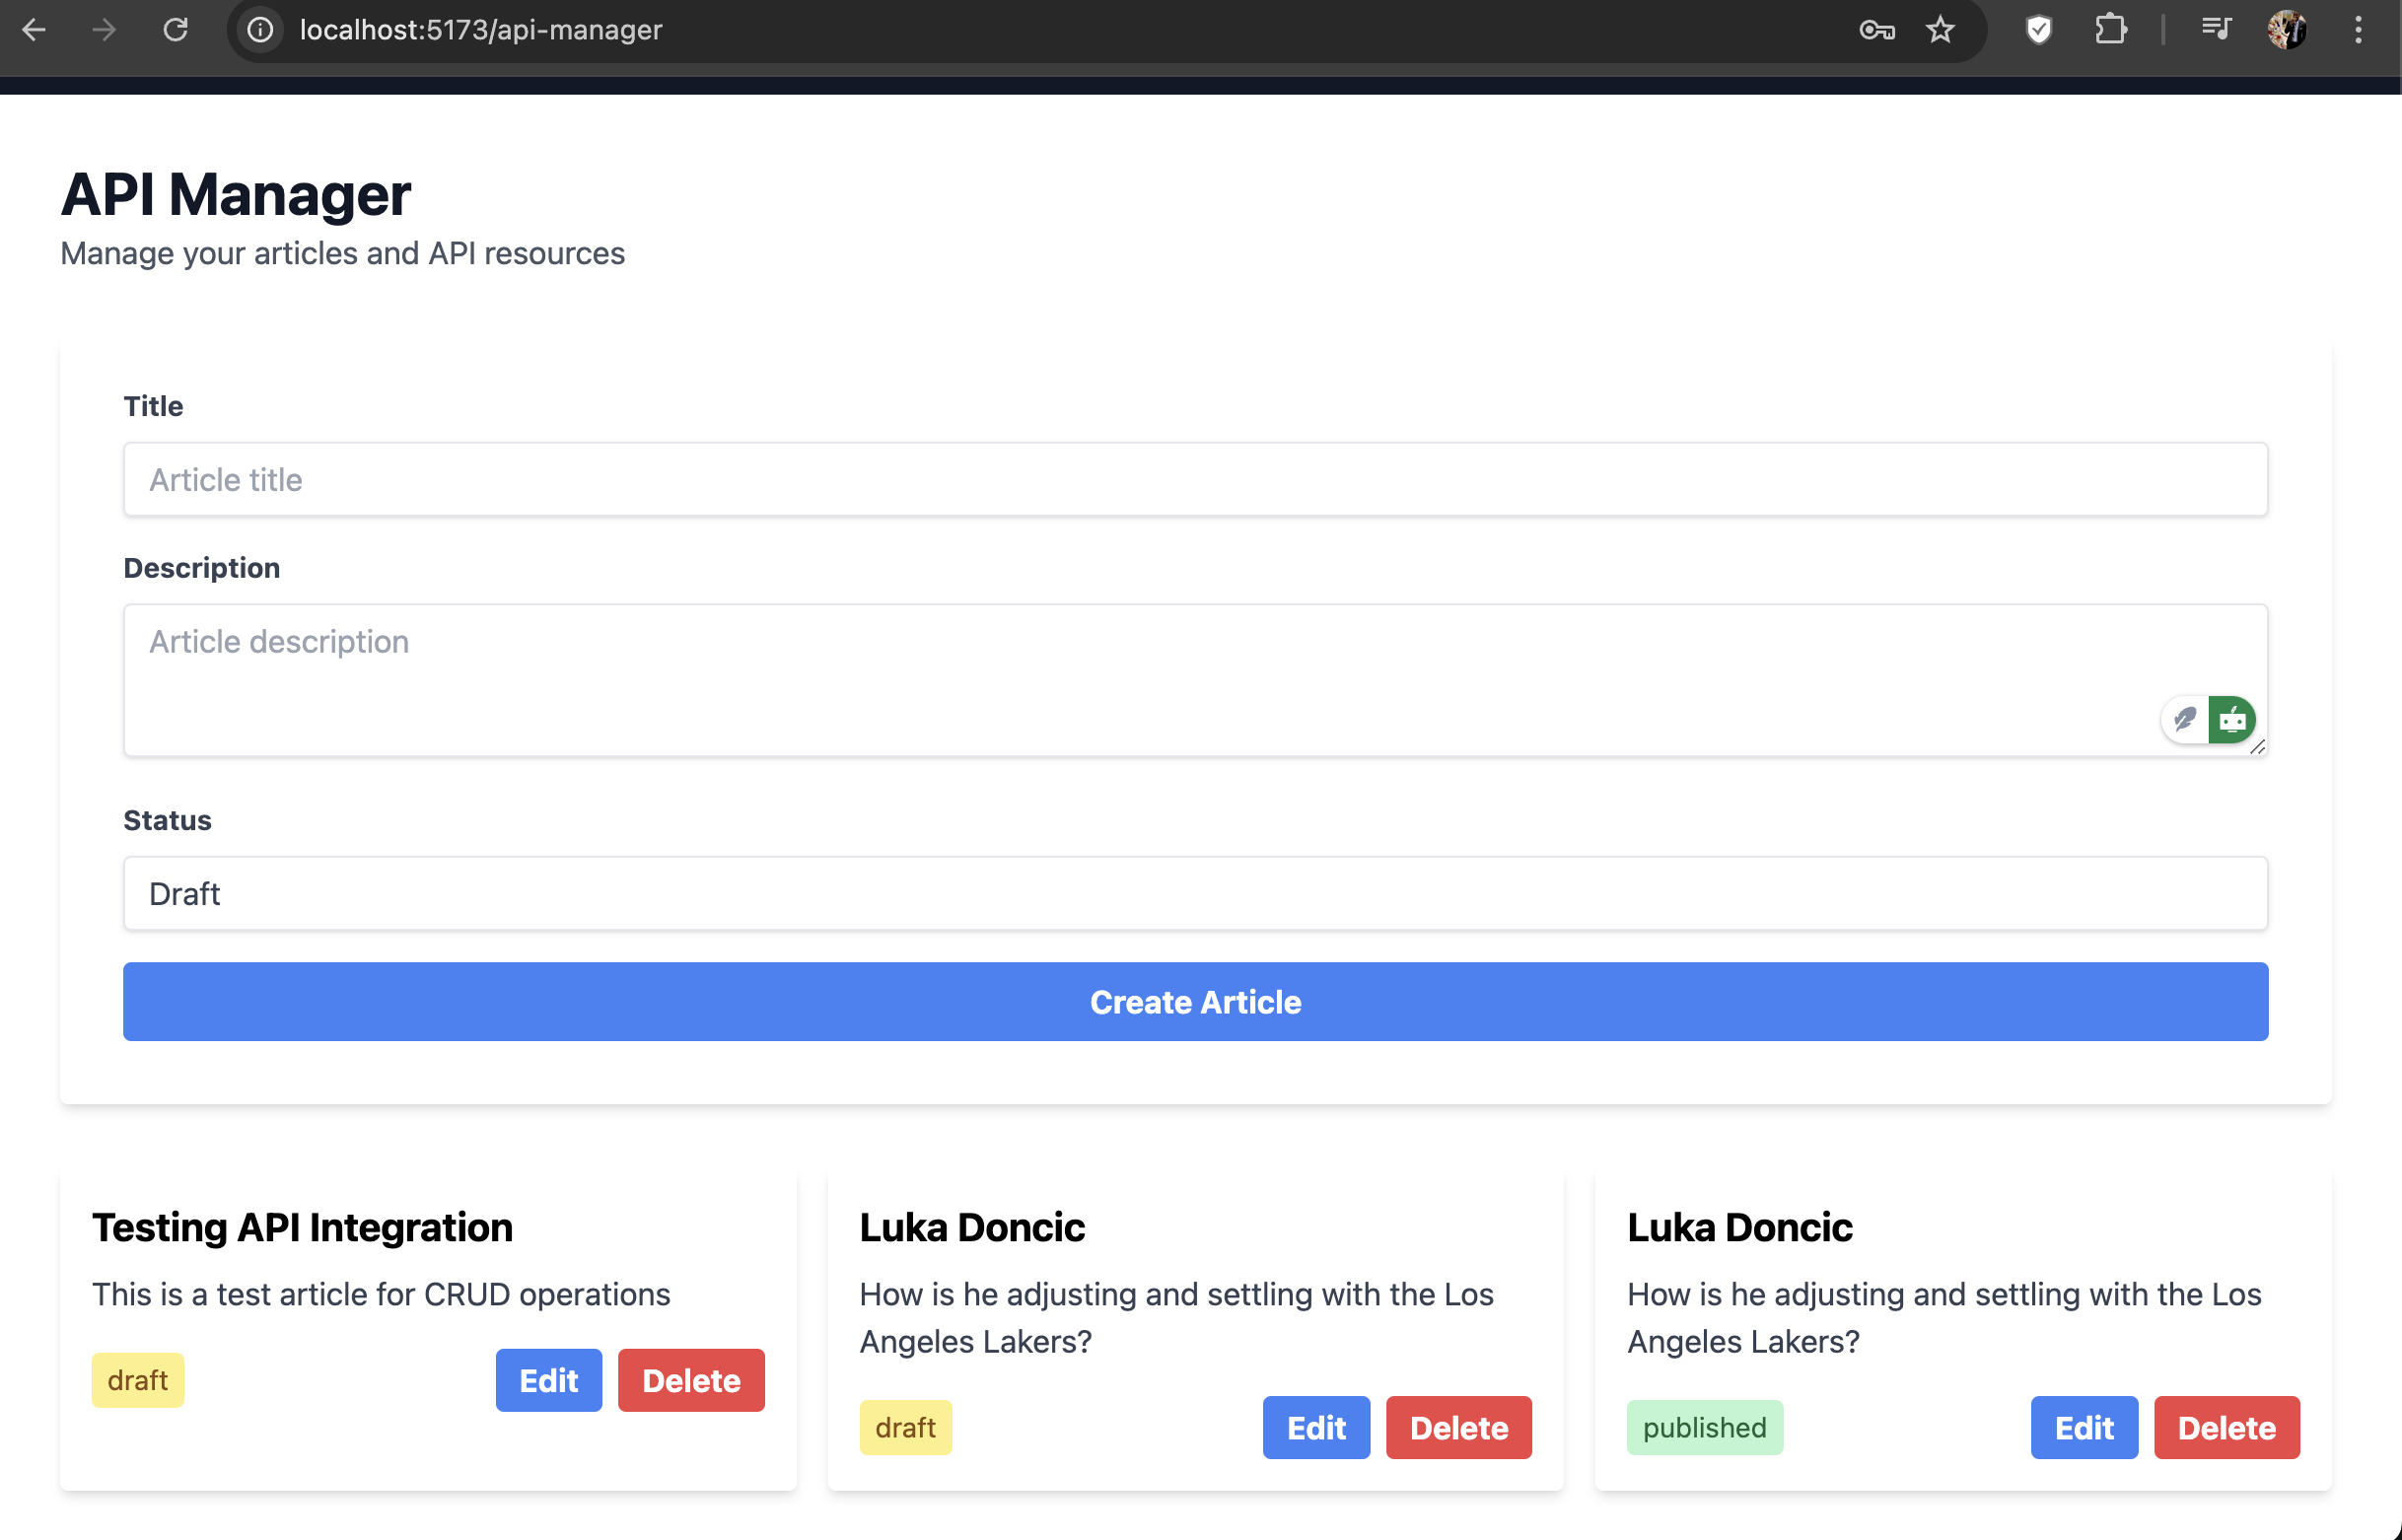 localhost:5173/api-manager
API Manager
Manage your articles and API resources
Title
Article title
Description
Article description
Status
Draft
Create Article
Testing API Integration
This is a test article for CRUD operations
draft
Edit
Delete
Luka Doncic
How is he adjusting and settling with the Los
Angeles Lakers?
draft
Edit
Delete
Luka Doncic
How is he adjusting and settling with the Los
Angeles Lakers?
published
Edit
Delete